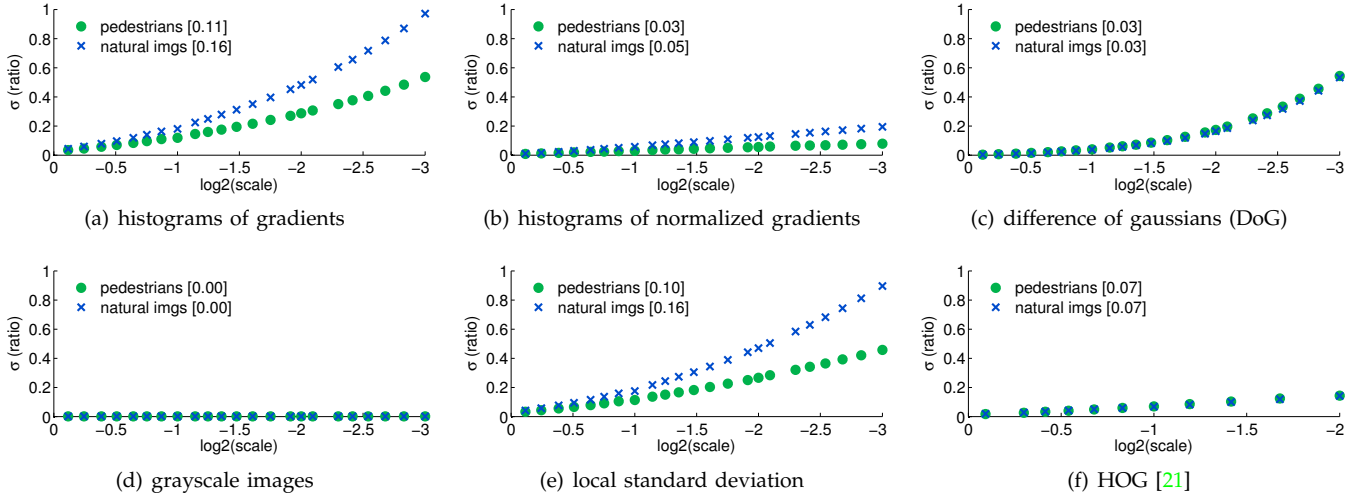 1
0.8
0.6
0.4
0.2
0
σ (ratio)
pedestrians [0.11]
natural imgs [0.16]
0 −0.5 −1 −1.5 −2 −2.5 −3
log2(scale)
(a) histograms of gradients
1
0.8
0.6
0.4
0.2
0
σ (ratio)
pedestrians [0.03]
natural imgs [0.05]
0 −0.5 −1 −1.5 −2 −2.5 −3
log2(scale)
(b) histograms of normalized gradients
1
0.8
0.6
0.4
0.2
0
σ (ratio)
pedestrians [0.03]
natural imgs [0.03]
0 −0.5 −1 −1.5 −2 −2.5 −3
log2(scale)
(c) difference of gaussians (DoG)
1
0.8
0.6
0.4
0.2
0
σ (ratio)
pedestrians [0.00]
natural imgs [0.00]
0 −0.5 −1 −1.5 −2 −2.5 −3
log2(scale)
(d) grayscale images
1
0.8
0.6
0.4
0.2
0
σ (ratio)
pedestrians [0.10]
natural imgs [0.16]
0 −0.5 −1 −1.5 −2 −2.5 −3
log2(scale)
(e) local standard deviation
1
0.8
0.6
0.4
0.2
0
σ (ratio)
pedestrians [0.07]
natural imgs [0.07]
0 −0.5 −1 −1.5 −2
log2(scale)
(f) HOG [21]